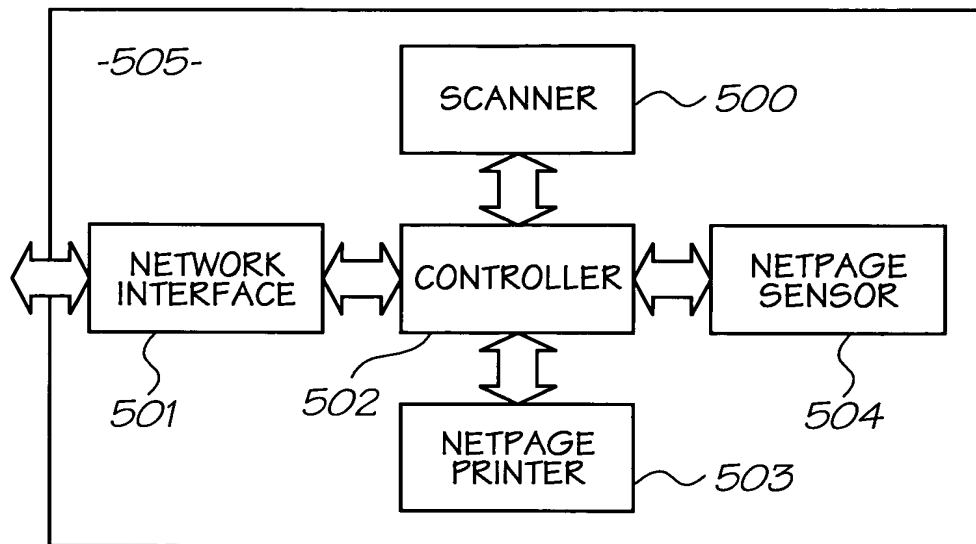 -505-
SCANNER
500
NETWORK
INTERFACE
CONTROLLER
NETPAGE
SENSOR
501
502
504
NETPAGE
PRINTER
503